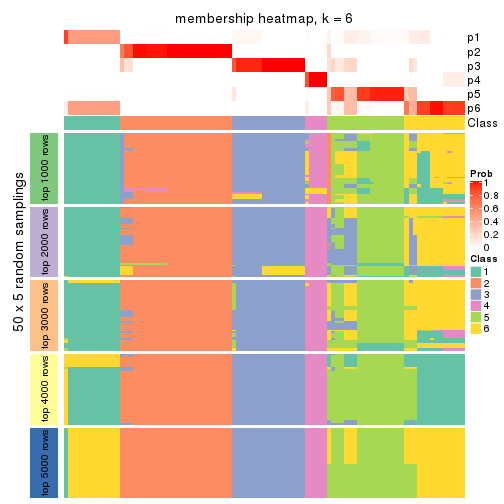 membership heatmap, k = 6
p1
p2
p3
p4
p5
p6
Class
50 x 5 random samplings
top 1000 rows
top 2000 rows
top 3000 rows
top 4000 rows
top 5000 rows
Prob
1
0.8
0.6
0.4
0.2
0
Class
1
2
3
4
5
6